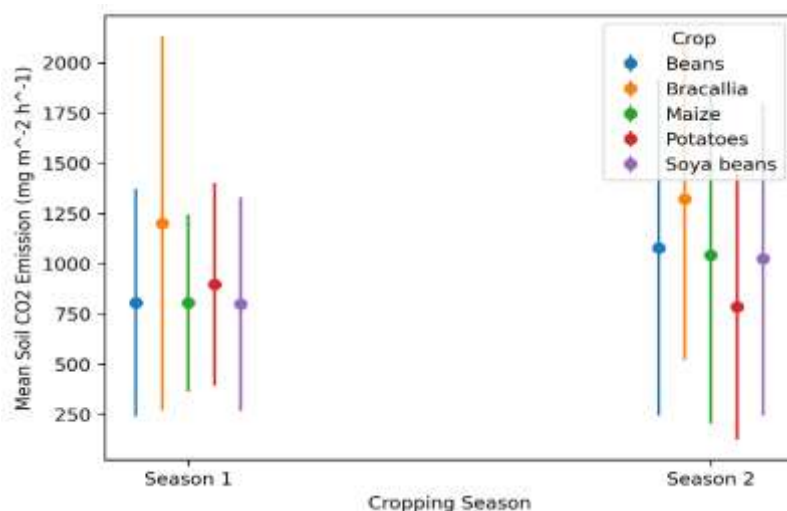 Mean Soil CO2 Emission (mg m^-2 h^-1)
2000
1750
1500
1250
1000
750
500
250
Crop
Beans
Bracallia
Maize
Potatoes
Soya beans
Season 1
Season 2
Cropping Season